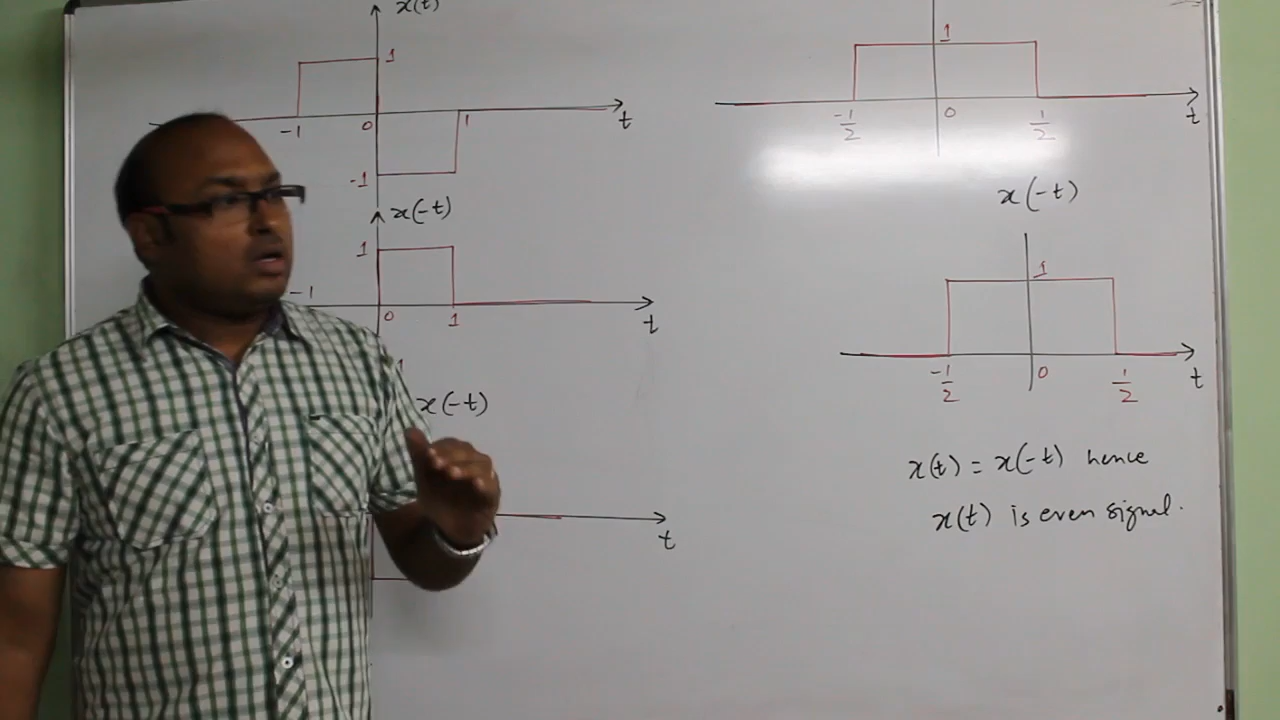 x(t)
1
-1
0
1
t
-1
x(-t)
1
-1
0
1
t
x(-t)
t
1
-1/2
0
1/2
t
x(-t)
1
-1/2
0
1/2
t
x(t) = x(-t) hence
x(t) is even signal.